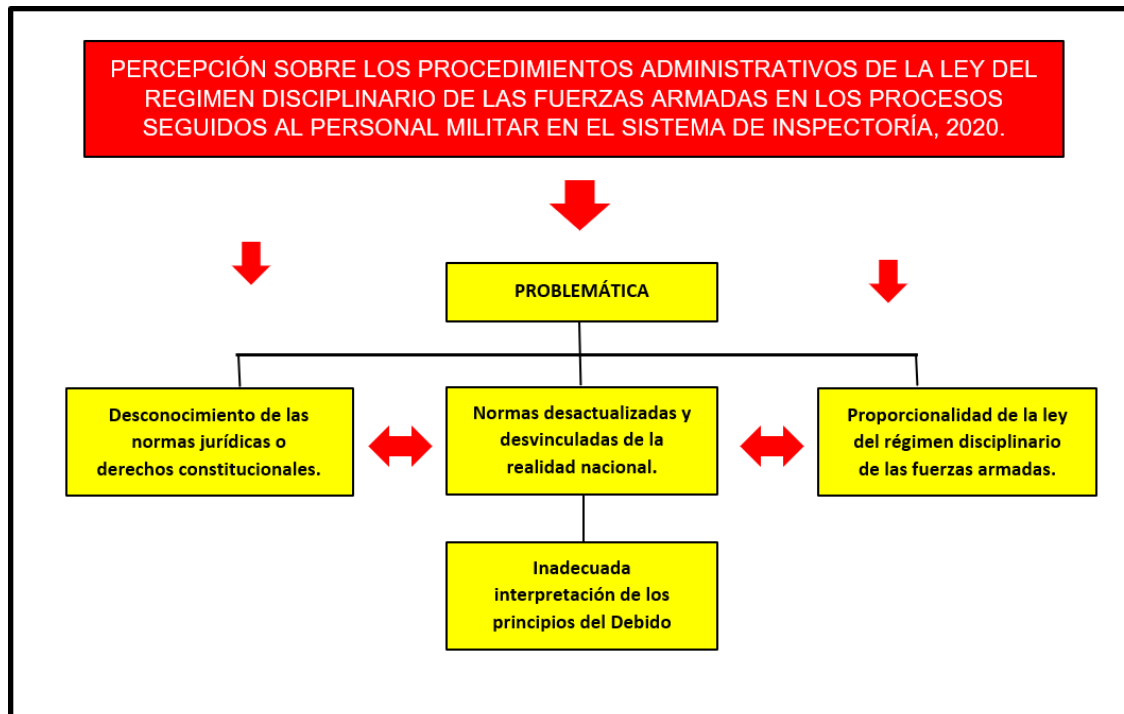 PERCEPCIÓN SOBRE LOS PROCEDIMIENTOS ADMINISTRATIVOS DE LA LEY DEL
REGIMEN DISCIPLINARIO DE LAS FUERZAS ARMADAS EN LOS PROCESOS
SEGUIDOS AL PERSONAL MILITAR EN EL SISTEMA DE INSPECTORÍA, 2020.
PROBLEMÁTICA
Desconocimiento de las
normas jurídicas o
derechos constitucionales.
Normas desactualizadas y
desvinculadas de la
realidad nacional.
Proporcionalidad de la ley
del régimen disciplinario
de las fuerzas armadas.
Inadecuada
interpretación de los
principios del Debido